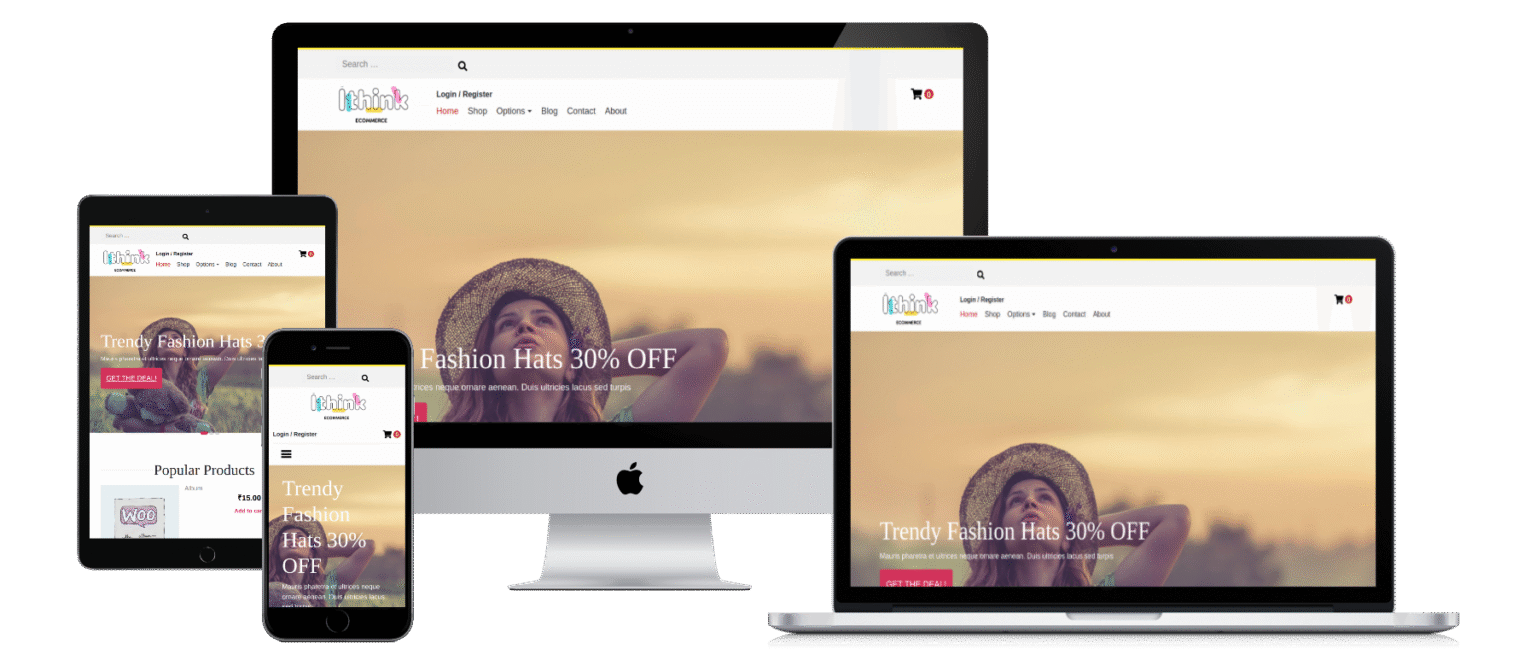 Search ...
Ithink
ECOMMERCE
Login / Register
0
Home Shop Options Blog Contact About
Fashion Hats 30% OFF
rices neque ornare aenean. Duis ultricies lacus sed turpis
!
Search ...
Ithink
ECOMMERCE
Login / Register
0
Home Shop Options Blog Contact About
Trendy Fashion Hats 3
Mauris pharetra et ultrices neque ornare aenean. Duis ultricies la
GET THE DEAL!
Popular Products
Album
WOO
₹15.00
Add to car
Search ...
Ithink
ECOMMERCE
Login / Register
0
Trendy
Fashion
Hats 30%
OFF
Mauris pharetra et ultrices neque
ornare aenean. Duis ultricies lacus
sed turpis
Search ...
Ithink
ECOMMERCE
Login / Register
0
Home Shop Options Blog Contact About
Trendy Fashion Hats 30% OFF
Mauris pharetra et ultrices neque ornare aenean. Duis ultricies lacus sed turpis
GET THE DEAL!